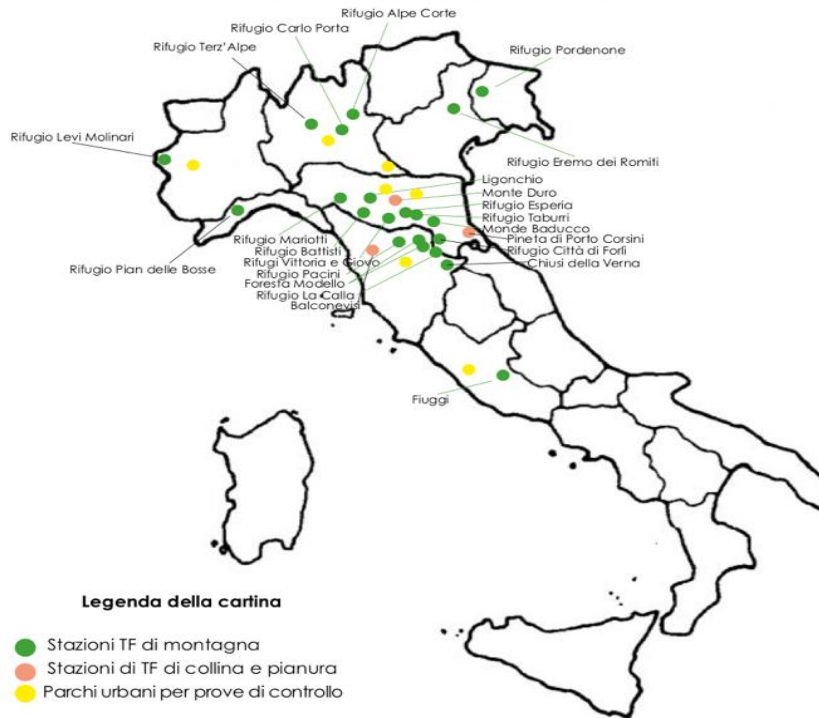 Rifugio Alpe Corte
Rifugio Carlo Porta
Rifugio Terz'Alpe
Rifugio Pordenone
Rifugio Levi Molinari
Rifugio Eremo dei Romiti
Ligonchio
Monte Duro
Rifugio Esperia
Rifugio Taburri
Monde Baducco
Pineta di Porto Corsini
Rifugio Città di Forlì
Chiusi della Verna
Rifugio Mariotti
Rifugio Battisti
Rifugi Vittoria e Giovo
Rifugio Pacini
Foresta Modello
Rifugio La Calla
Balconevisi
Rifugio Pian delle Bosse
Fiuggi
Legenda della cartina
Stazioni TF di montagna
Stazioni di TF di collina e pianura
Parchi urbani per prove di controllo